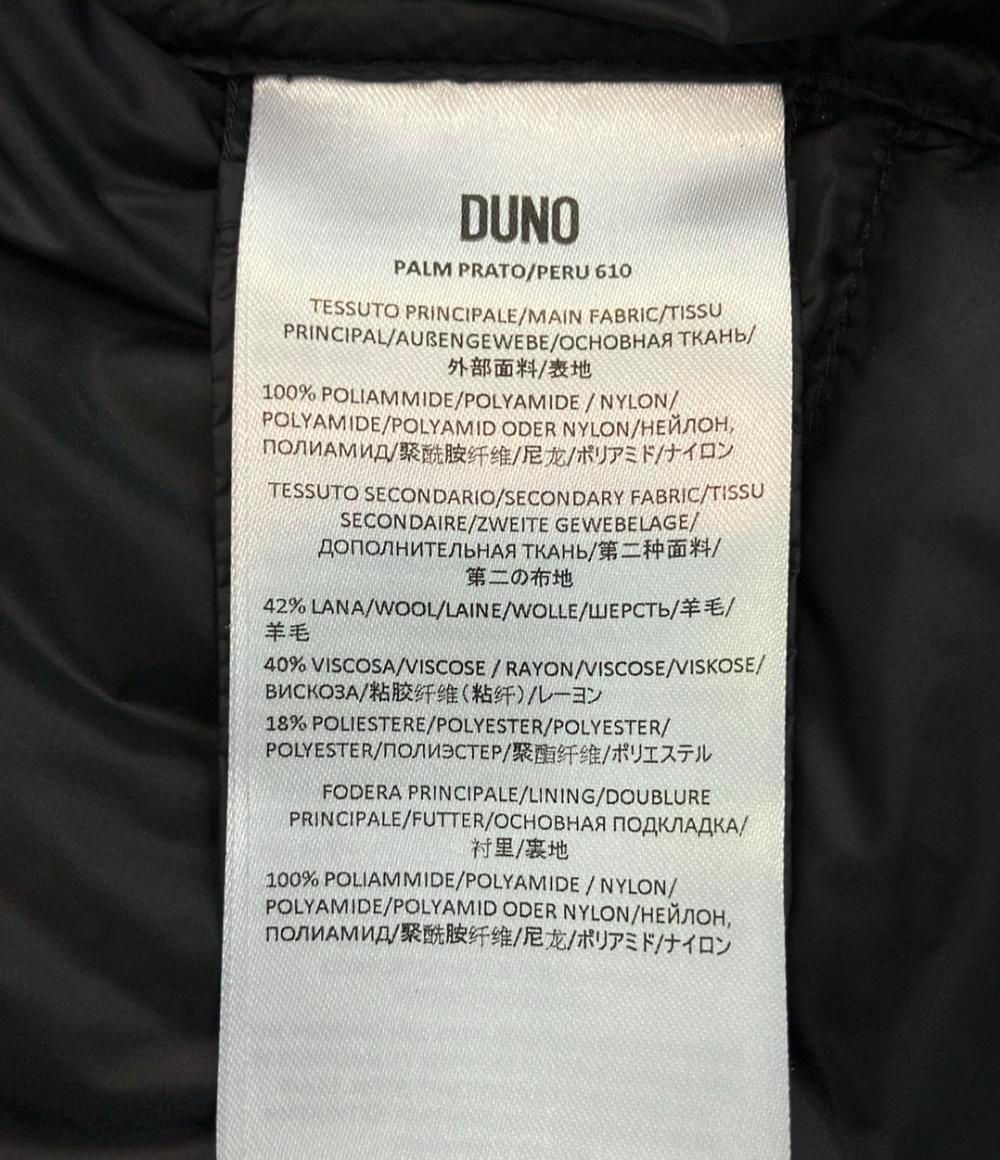 DUNO
PALM PRATO/PERU 610
TESSUTO PRINCIPALE/MAIN FABRIC/TISSU
PRINCIPAL/AUßENGEWEBE/ОСНОВНАЯ ТКАНЬ/
外部面料/表地
100% POLIAMMIDE/POLYAMIDE / NYLON/
POLYAMIDE/POLYAMID ODER NYLON/НЕЙЛОН,
ПОЛИАМИД/聚酰胺纤维/尼龙/ポリアミド/ナイロン
TESSUTO SECONDARIO/SECONDARY FABRIC/TISSU
SECONDAIRE/ZWEITE GEWEBELAGE/
ДОПОЛНИТЕЛЬНАЯ ТКАНЬ/第二种面料/
第二の布地
42% LANA/WOOL/LAINE/WOLLE/ШЕРСТЬ/羊毛/
羊毛
40% VISCOSA/VISCOSE / RAYON/VISCOSE/VISKOSE/
ВИСКОЗА/粘胶纤维(粘纤)/レーヨン
18% POLIESTERE/POLYESTER/POLYESTER/
POLYESTER/ПОЛИЭСТЕР/聚酯纤维/ポリエステル
FODERA PRINCIPALE/LINING/DOUBLURE
PRINCIPALE/FUTTER/ОСНОВНАЯ ПОДКЛАДКА/
衬里/裏地
100% POLIAMMIDE/POLYAMIDE / NYLON/
POLYAMIDE/POLYAMID ODER NYLON/НЕЙЛОН,
ПОЛИАМИД/聚酰胺纤维/尼龙/ポリアミド/ナイロン